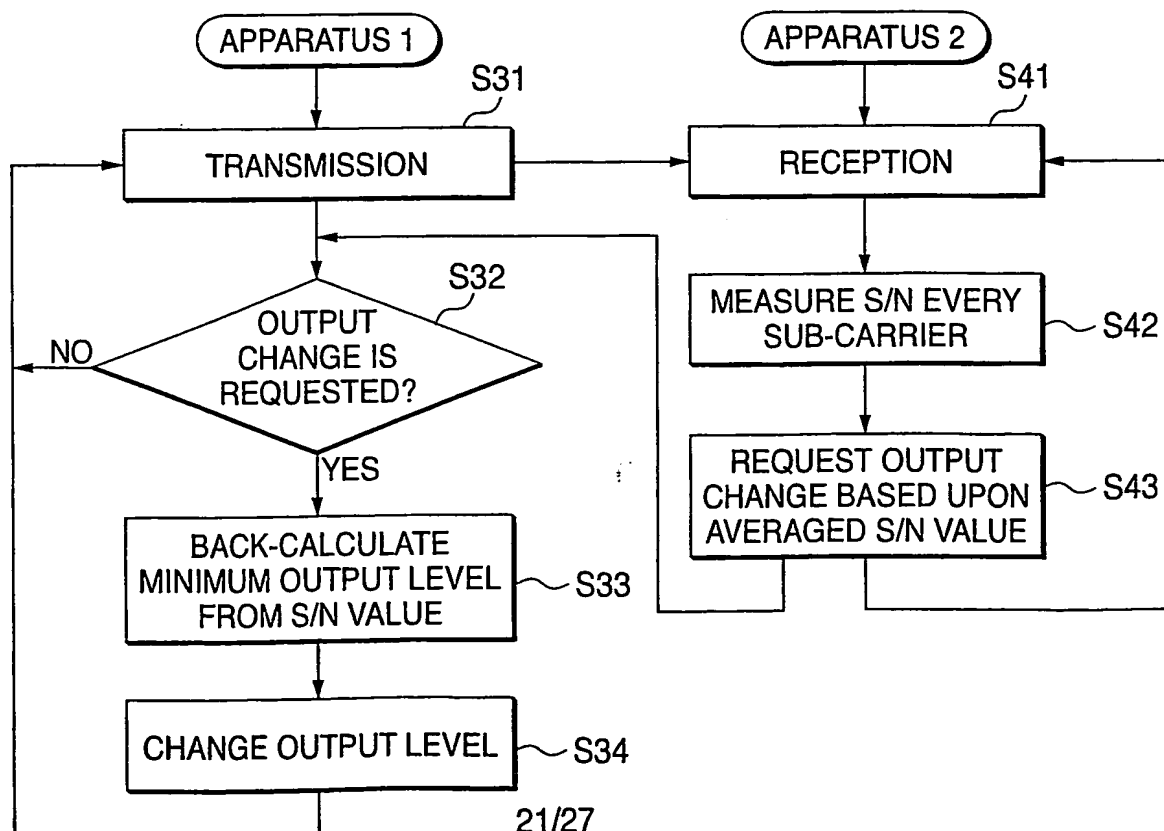 APPARATUS 1
S31
TRANSMISSION
S32
OUTPUT
CHANGE IS
REQUESTED?
NO
YES
BACK-CALCULATE
MINIMUM OUTPUT LEVEL
FROM S/N VALUE
S33
CHANGE OUTPUT LEVEL
S34
APPARATUS 2
S41
RECEPTION
MEASURE S/N EVERY
SUB-CARRIER
S42
REQUEST OUTPUT
CHANGE BASED UPON
AVERAGED S/N VALUE
S43
21/27